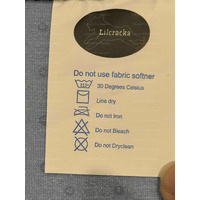 Lilcracka
Do not use fabric softner
30 Degrees Celsius
Line dry
Do not Iron
Do not Bleach
Do not Dryclean